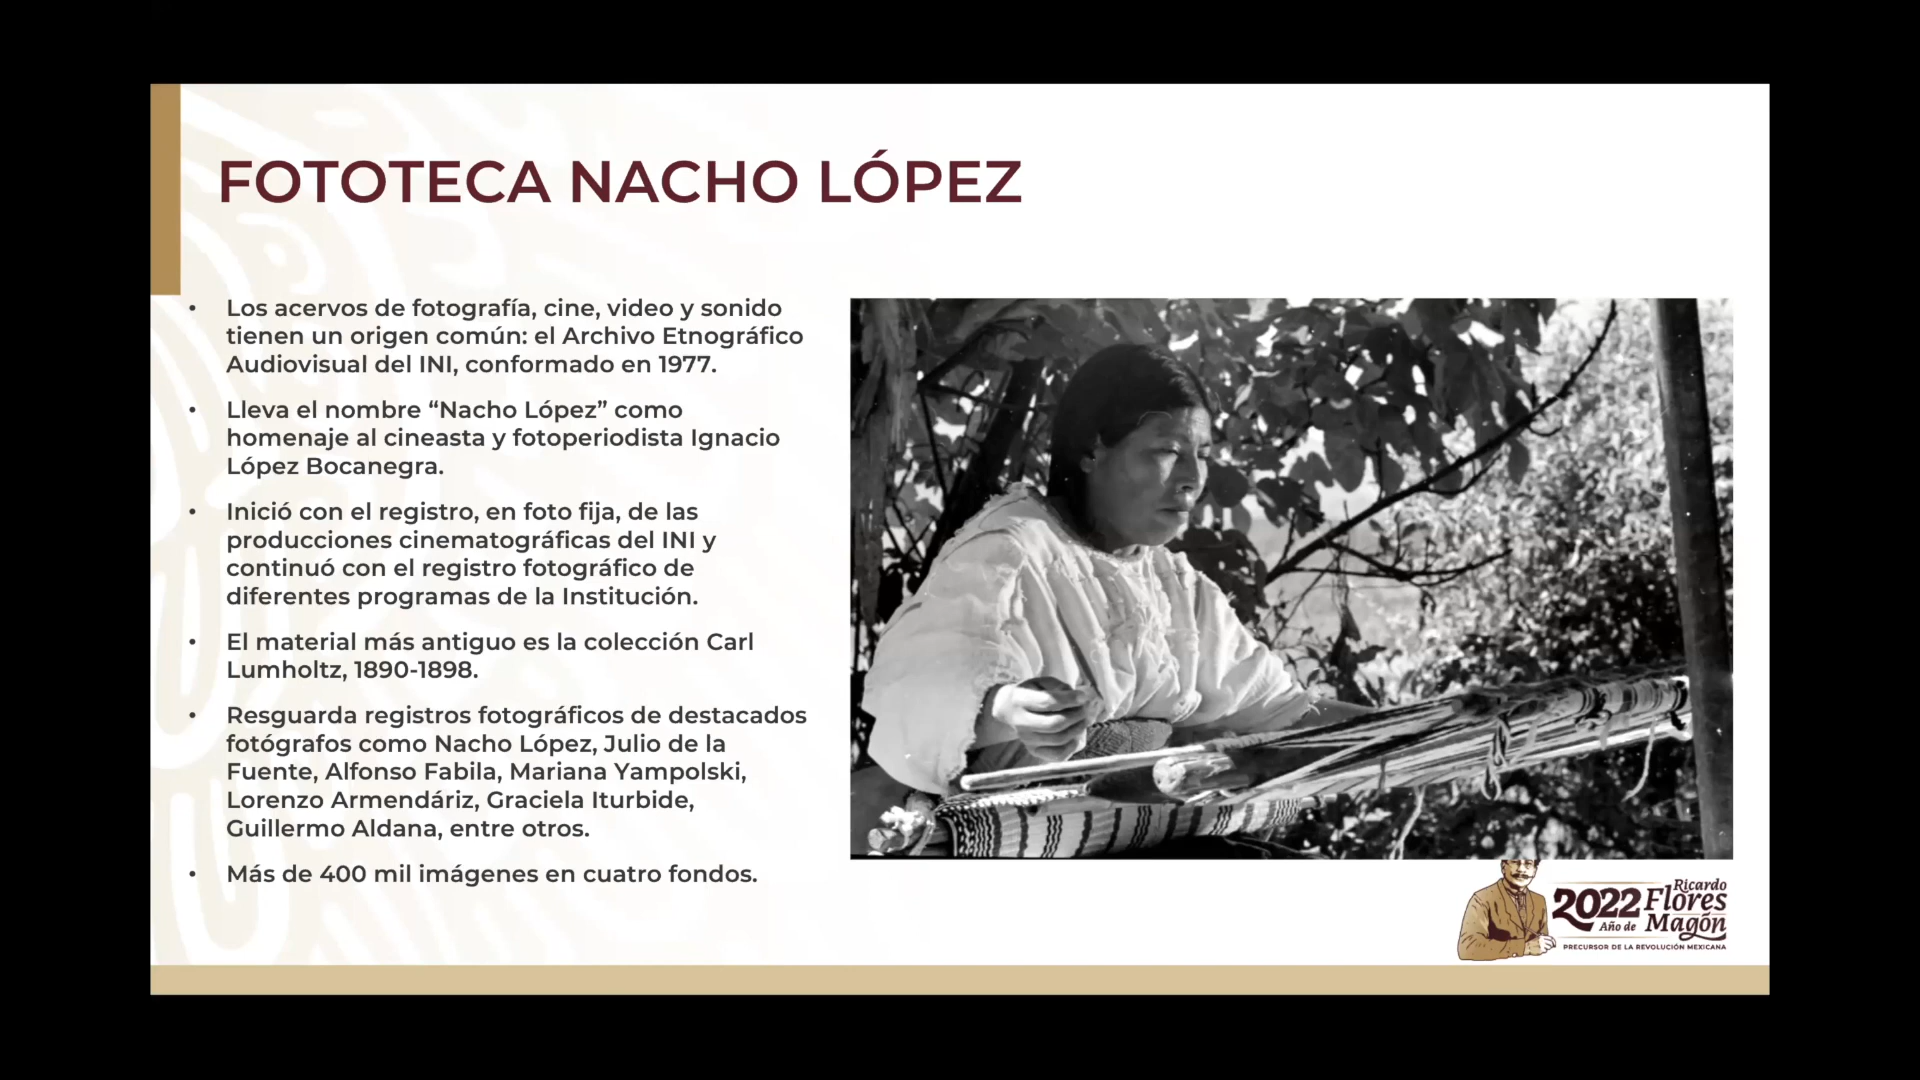 FOTOTECA NACHO LÓPEZ
• Los acervos de fotografía, cine, video y sonido
tienen un origen común: el Archivo Etnográfico
Audiovisual del INI, conformado en 1977.
• Lleva el nombre “Nacho López” como
homenaje al cineasta y fotoperiodista Ignacio
López Bocanegra.
• Inició con el registro, en foto fija, de las
producciones cinematográficas del INI y
continuó con el registro fotográfico de
diferentes programas de la Institución.
• El material más antiguo es la colección Carl
Lumholtz, 1890-1898.
• Resguarda registros fotográficos de destacados
fotógrafos como Nacho López, Julio de la
Fuente, Alfonso Fabila, Mariana Yampolski,
Lorenzo Armendáriz, Graciela Iturbide,
Guillermo Aldana, entre otros.
• Más de 400 mil imágenes en cuatro fondos.
2022
Año de
Ricardo
Flores
Magón
PRECURSOR DE LA REVOLUCIÓN MEXICANA